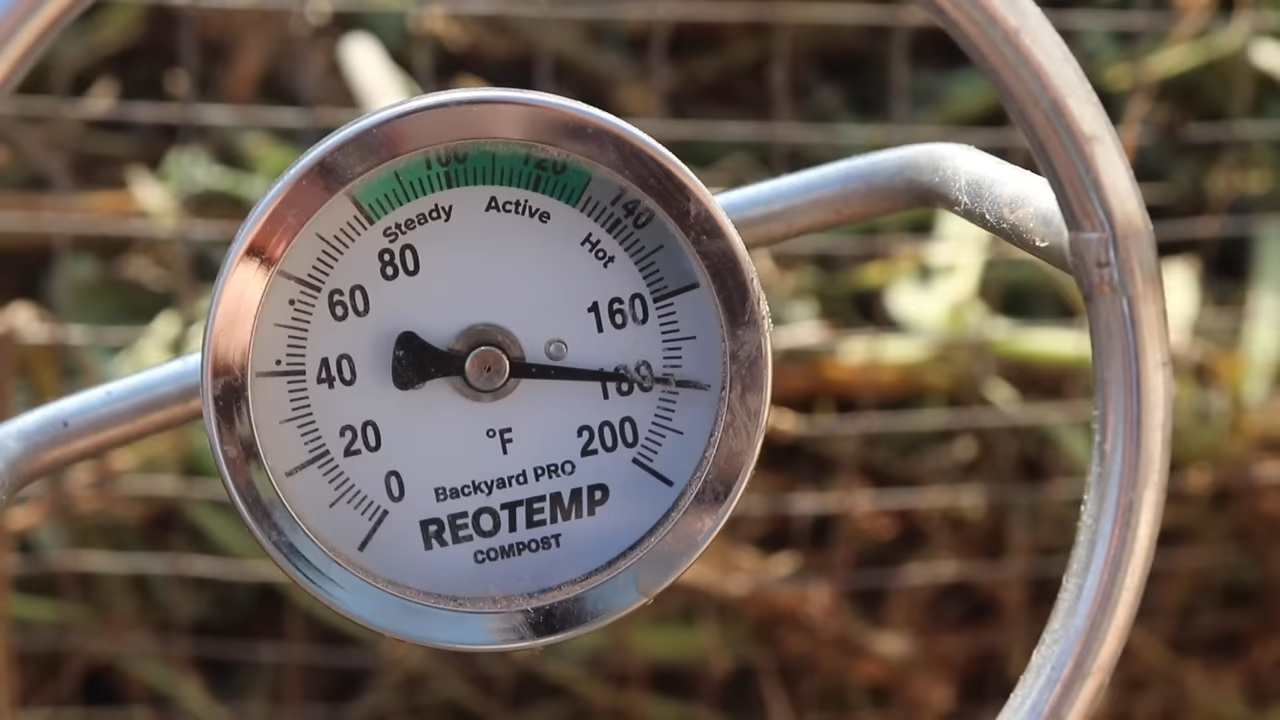 100 120
140
Steady Active
Hot
80
60 160
40 180
20 200
0
°F
Backyard PRO
REOTEMP
COMPOST